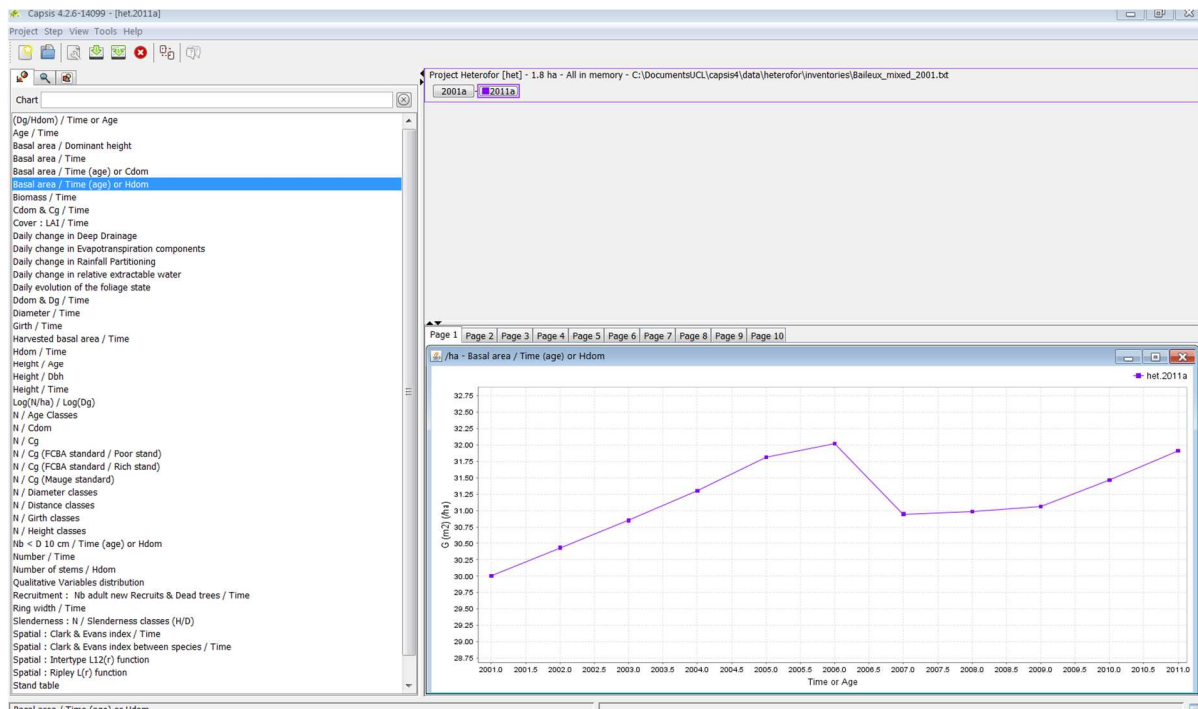 Capsis 4.2.6-14099 - [het.2011a]
Project Step View Tools Help
Chart
(Dg/Hdom) / Time or Age
Age / Time
Basal area / Dominant height
Basal area / Time
Basal area / Time (age) or Cdom
Basal area / Time (age) or Hdom
Biomass / Time
Cdom & Cg / Time
Cover : LAI / Time
Daily change in Deep Drainage
Daily change in Evapotranspiration components
Daily change in Rainfall Partitioning
Daily change in relative extractable water
Daily evolution of the foliage state
Ddom & Dg / Time
Diameter / Time
Girth / Time
Harvested basal area / Time
Hdom / Time
Height / Age
Height / Dbh
Height / Time
Log(N/ha) / Log(Dg)
N / Age Classes
N / Cdom
N / Cg
N / Cg (FCBA standard / Poor stand)
N / Cg (FCBA standard / Rich stand)
N / Cg (Mauge standard)
N / Diameter classes
N / Distance classes
N / Girth classes
N / Height classes
Nb < D 10 cm / Time (age) or Hdom
Number / Time
Number of stems / Hdom
Qualitative Variables distribution
Recruitment : Nb adult new Recruits & Dead trees / Time
Ring width / Time
Slenderness : N / Slenderness classes (H/D)
Spatial : Clark & Evans index / Time
Spatial : Clark & Evans index between species / Time
Spatial : Intertype L12(r) function
Spatial : Ripley L(r) function
Stand table
Basal area / Time (age) or Hdom
Project Heterofor [het] - 1.8 ha - All in memory - C:\DocumentsUCL\capsis4\data\heterofor\inventories\Baileux_mixed_2001.txt
2001a 2011a
Page 1 Page 2 Page 3 Page 4 Page 5 Page 6 Page 7 Page 8 Page 9 Page 10
/ha - Basal area / Time (age) or Hdom
het.2011a
32.75
32.50
32.25
32.00
31.75
31.50
31.25
31.00
30.75
30.50
30.25
30.00
29.75
29.50
29.25
29.00
28.75
G (m2) (/ha)
2001.0 2001.5 2002.0 2002.5 2003.0 2003.5 2004.0 2004.5 2005.0 2005.5 2006.0 2006.5 2007.0 2007.5 2008.0 2008.5 2009.0 2009.5 2010.0 2010.5 2011.0
Time or Age